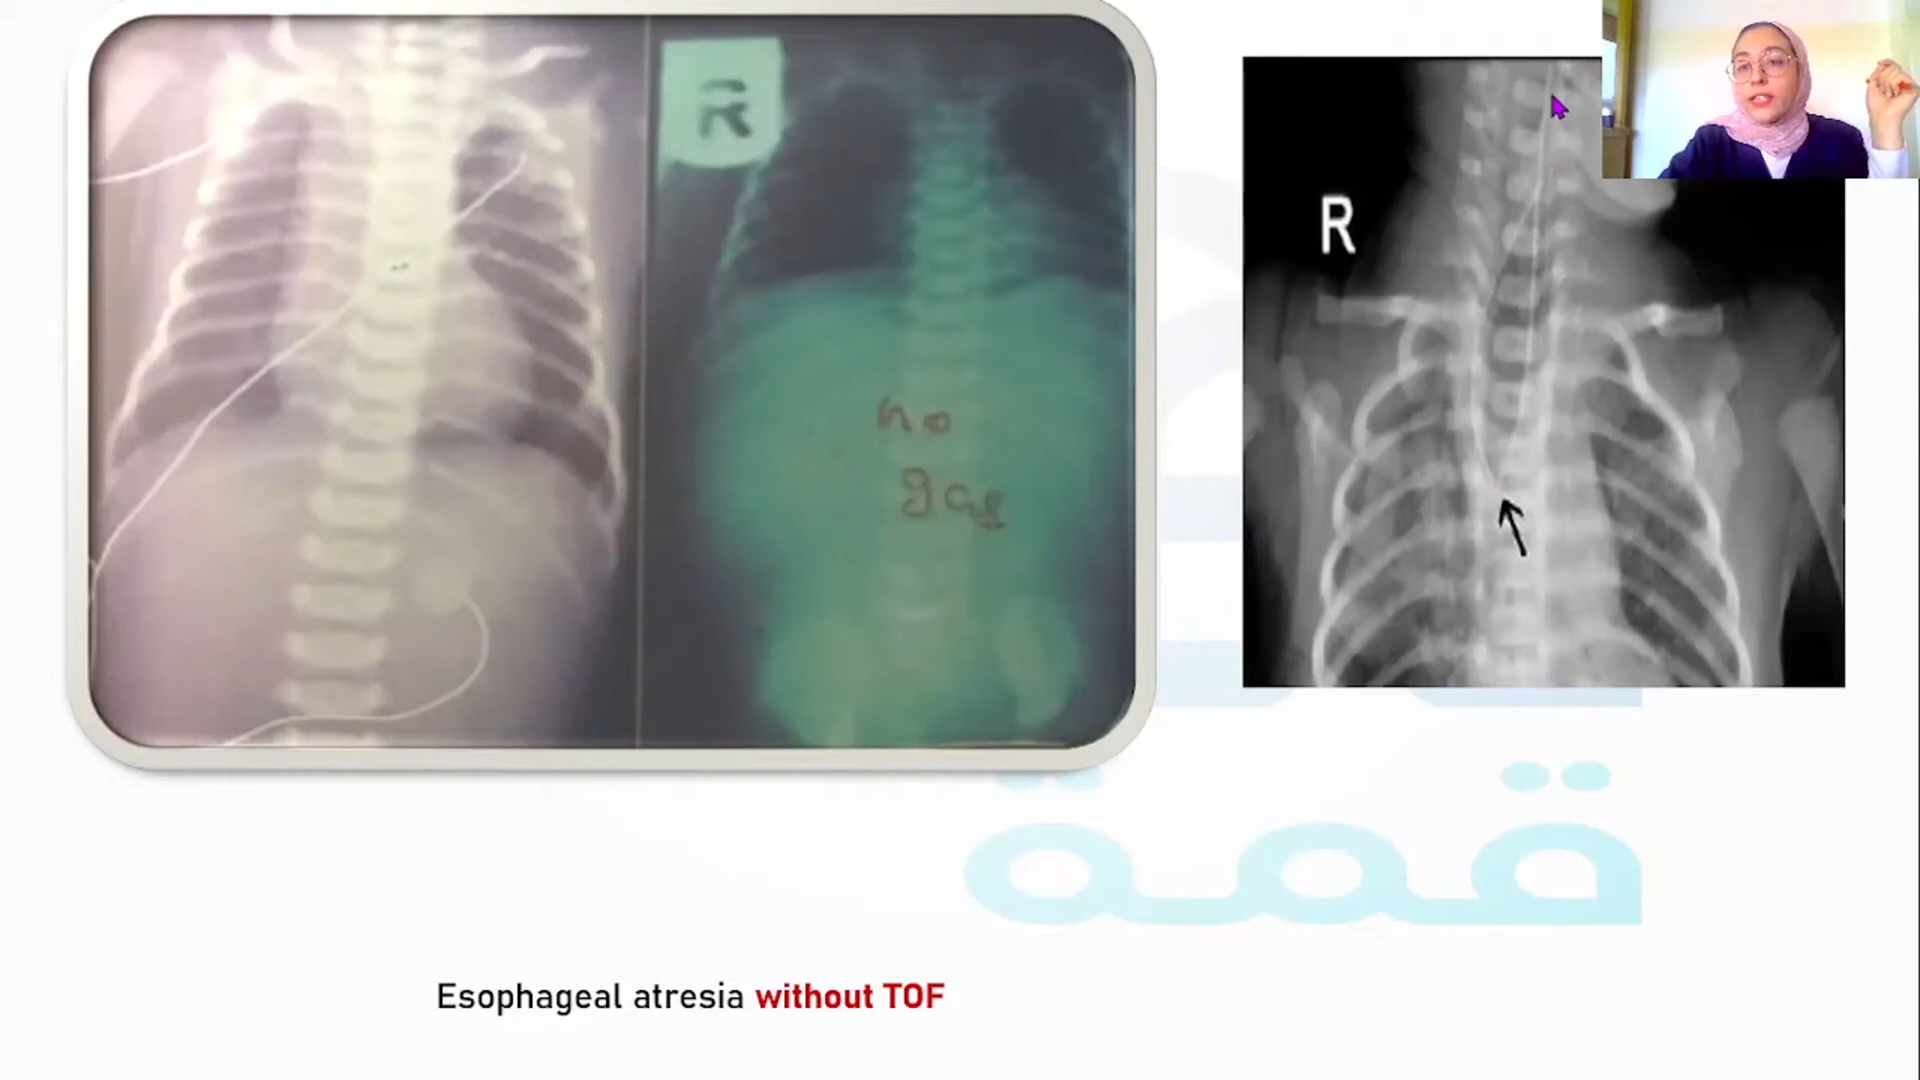 R
no
gas
R
قمة
Esophageal atresia without TOF